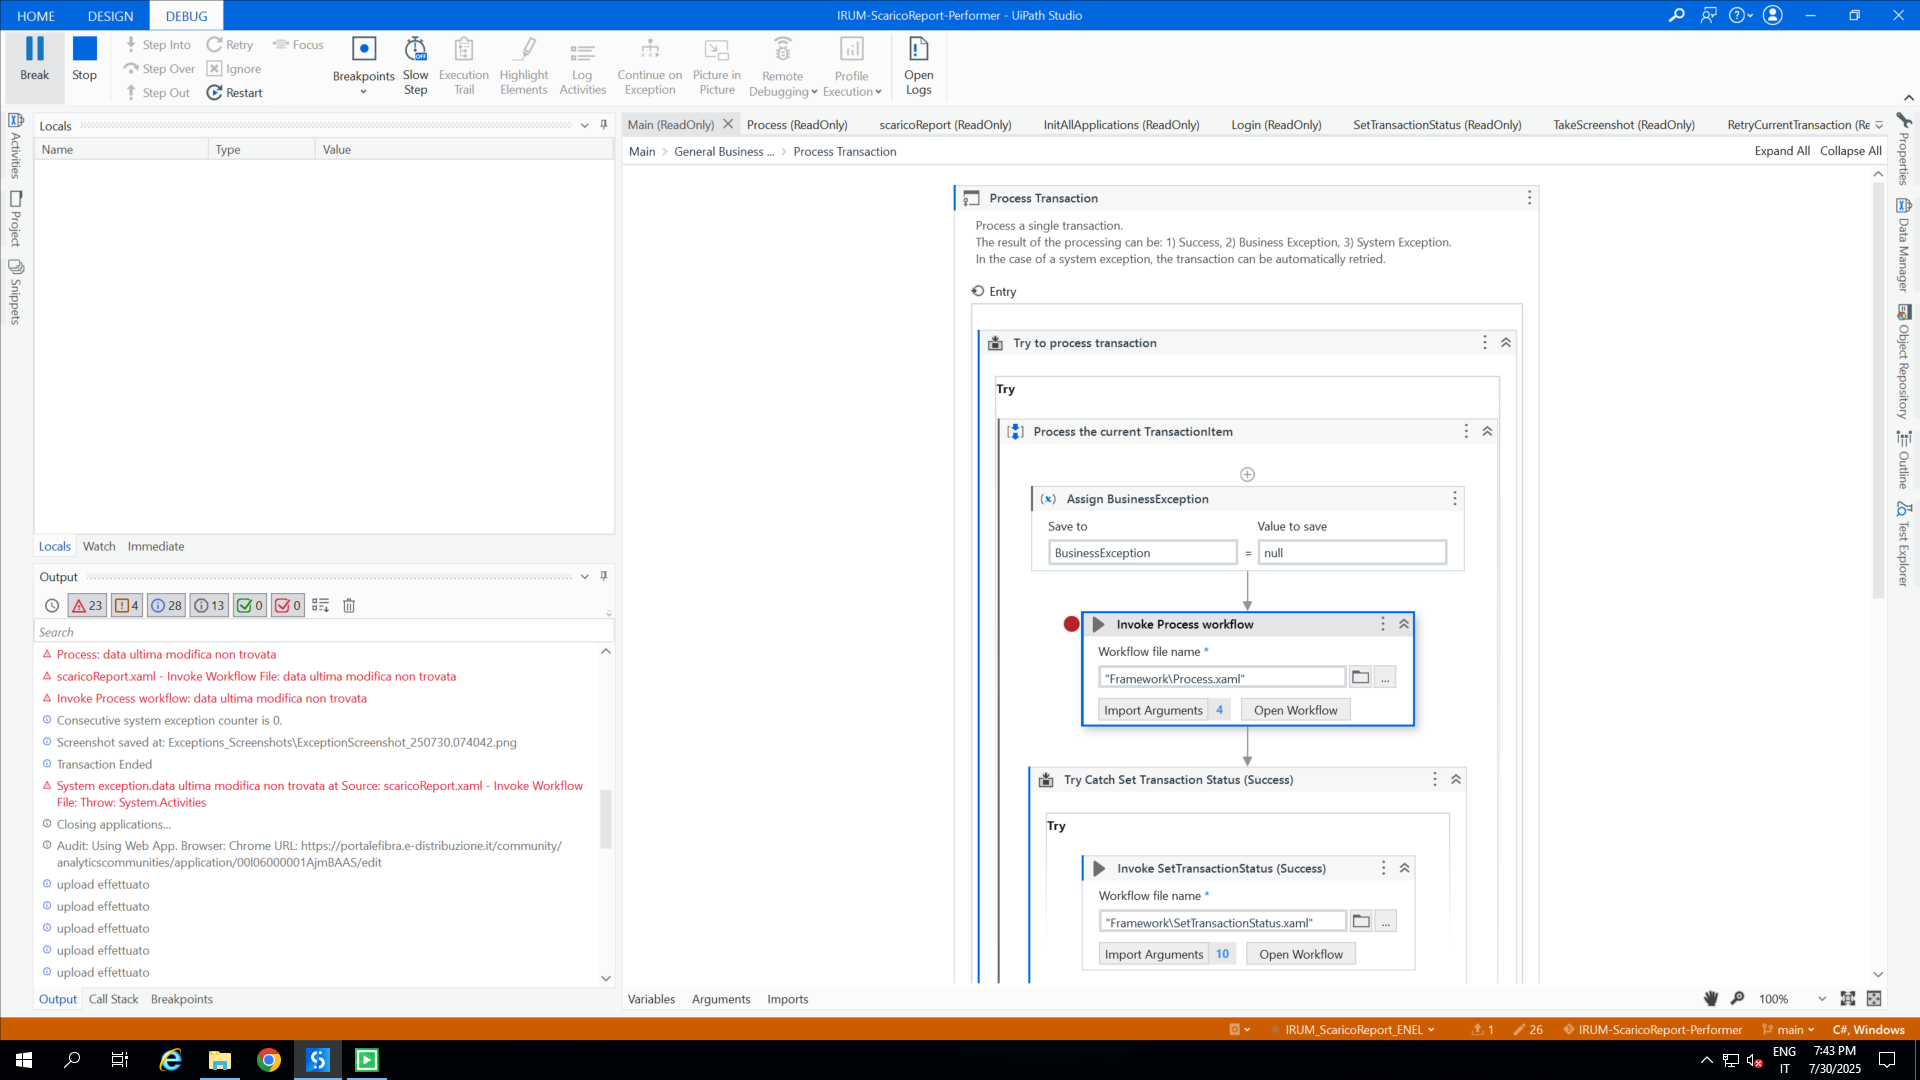 HOME DESIGN DEBUG
IRUM-ScaricoReport-Performer - UiPath Studio
Break Stop
Step Into Retry Focus
Step Over Ignore
Step Out Restart
Breakpoints
Slow Step
Execution Trail
Highlight Elements
Log Activities
Continue on Exception
Picture in Picture
Remote Debugging
Profile Execution
Open Logs
Activities
Project
Snippets
Locals
Name Type Value
Locals Watch Immediate
Output
23 4 28 13 0 0
Search
Process: data ultima modifica non trovata
scaricoReport.xaml - Invoke Workflow File: data ultima modifica non trovata
Invoke Process workflow: data ultima modifica non trovata
Consecutive system exception counter is 0.
Screenshot saved at: Exceptions_Screenshots\ExceptionScreenshot_250730.074042.png
Transaction Ended
System exception.data ultima modifica non trovata at Source: scaricoReport.xaml - Invoke Workflow
File: Throw: System.Activities
Closing applications...
Audit: Using Web App. Browser: Chrome URL: https://portalefibra.e-distribuzione.it/community/
analyticscommunities/application/00l06000001AjmBAAS/edit
upload effettuato
upload effettuato
upload effettuato
upload effettuato
upload effettuato
Output Call Stack Breakpoints
Main (ReadOnly) Process (ReadOnly) scaricoReport (ReadOnly) InitAllApplications (ReadOnly) Login (ReadOnly) SetTransactionStatus (ReadOnly) TakeScreenshot (ReadOnly) RetryCurrentTransaction (Re
Main General Business ... Process Transaction
Expand All Collapse All
Process Transaction
Process a single transaction.
The result of the processing can be: 1) Success, 2) Business Exception, 3) System Exception.
In the case of a system exception, the transaction can be automatically retried.
Entry
Try to process transaction
Try
Process the current TransactionItem
(x) Assign BusinessException
Save to Value to save
BusinessException = null
Invoke Process workflow
Workflow file name *
"Framework\Process.xaml" ...
Import Arguments 4 Open Workflow
Try Catch Set Transaction Status (Success)
Try
Invoke SetTransactionStatus (Success)
Workflow file name *
"Framework\SetTransactionStatus.xaml" ...
Import Arguments 10 Open Workflow
Variables Arguments Imports
100%
Properties
Data Manager
Object Repository
Outline
Test Explorer
IRUM_ScaricoReport_ENEL 1 26 IRUM-ScaricoReport-Performer main C#, Windows
ENG
IT
7:43 PM
7/30/2025